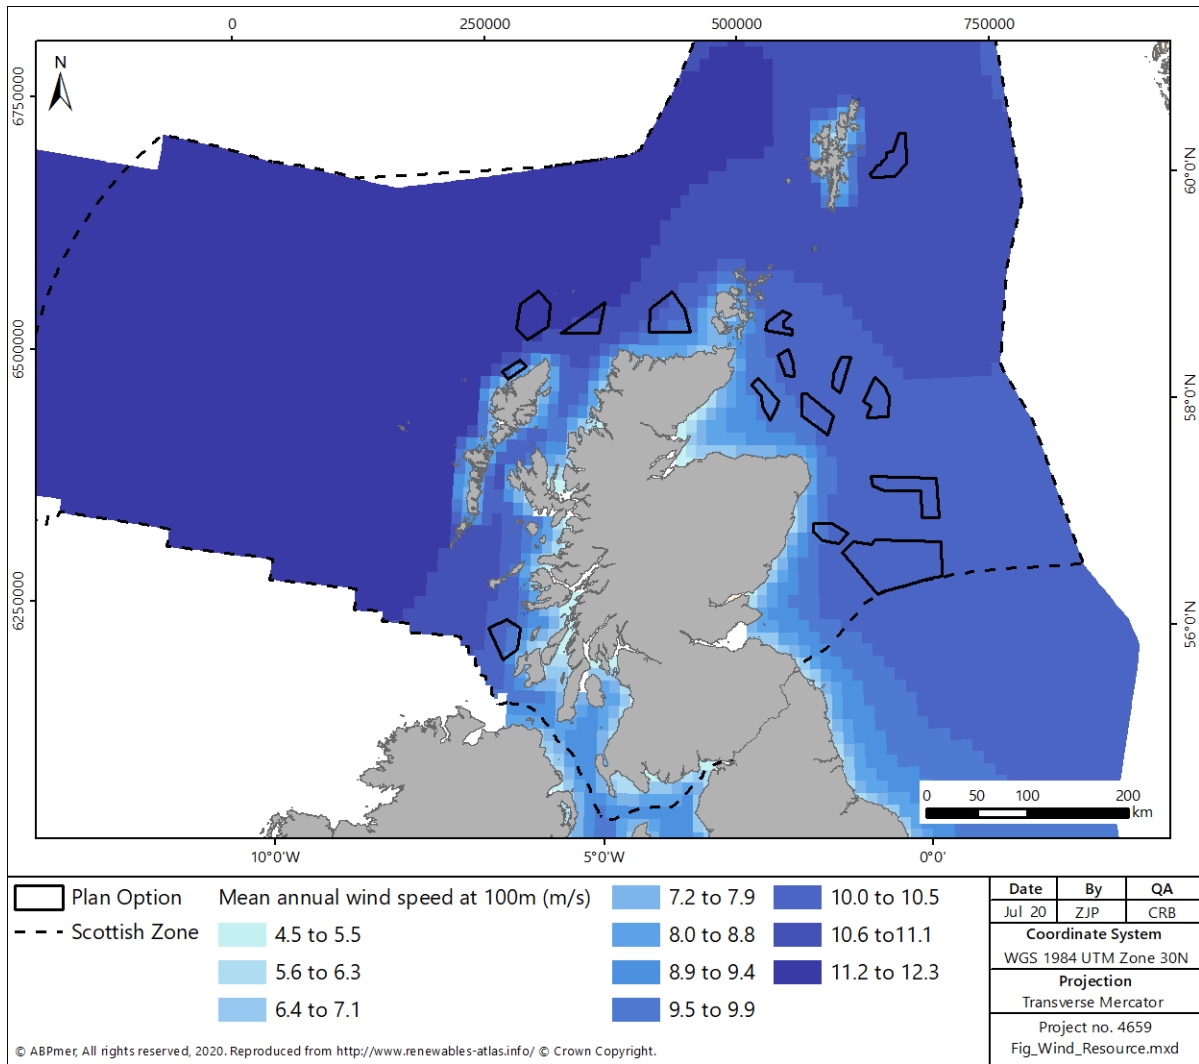 0 250000 500000 750000
N
6750000
6500000
6250000
60°0'N
58°0'N
56°0'N
0 50 100 200
km
10°0'W 5°0'W 0°0'
Plan Option
Scottish Zone
Mean annual wind speed at 100m (m/s)
4.5 to 5.5
5.6 to 6.3
6.4 to 7.1
7.2 to 7.9
8.0 to 8.8
8.9 to 9.4
9.5 to 9.9
10.0 to 10.5
10.6 to11.1
11.2 to 12.3
Date By QA
Jul 20 ZJP CRB
Coordinate System
WGS 1984 UTM Zone 30N
Projection
Transverse Mercator
Project no. 4659
Fig_Wind_Resource.mxd
© ABPmer, All rights reserved, 2020. Reproduced from http://www.renewables-atlas.info/ © Crown Copyright.